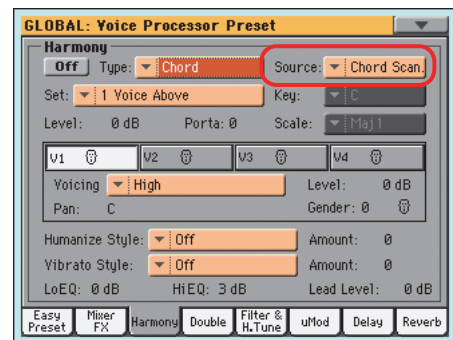 GLOBAL: Voice Processor Preset
Harmony
Off Type: Chord Source: Chord Scan.
Set: 1 Voice Above Key: C
Level: 0 dB Porta: 0 Scale: Maj1
V1 V2 V3 V4
Voicing High Level: 0 dB
Pan: C Gender: 0
Humanize Style: Off Amount: 0
Vibrato Style: Off Amount: 0
LoEQ: 0 dB HiEQ: 3 dB Lead Level: 0 dB
Easy Preset Mixer FX Harmony Double Filter & H.Tune uMod Delay Reverb